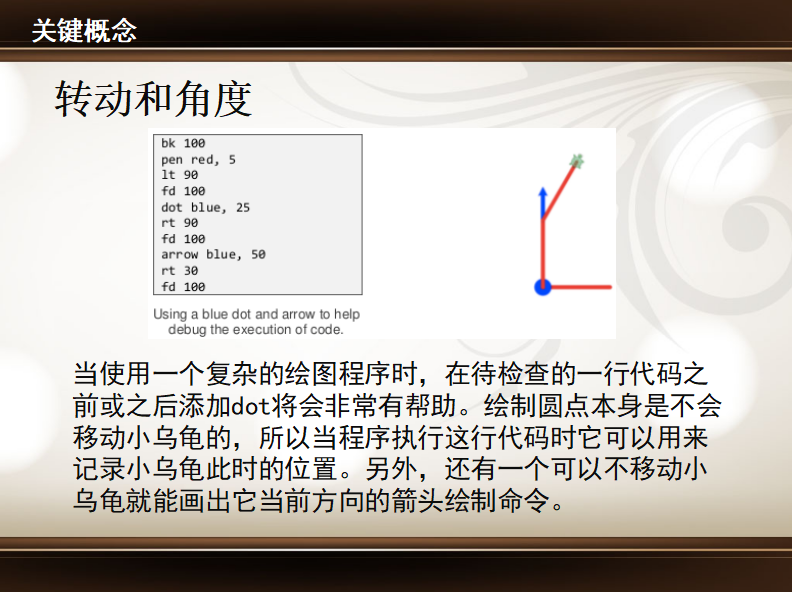 关键概念
转动和角度
bk 100
pen red, 5
lt 90
fd 100
dot blue, 25
rt 90
fd 100
arrow blue, 50
rt 30
fd 100
Using a blue dot and arrow to help
debug the execution of code.
当使用一个复杂的绘图程序时，在待检查的一行代码之
前或之后添加dot将会非常有帮助。绘制圆点本身是不会
移动小乌龟的，所以当程序执行这行代码时它可以用来
记录小乌龟此时的位置。另外，还有一个可以不移动小
乌龟就能画出它当前方向的箭头绘制命令。